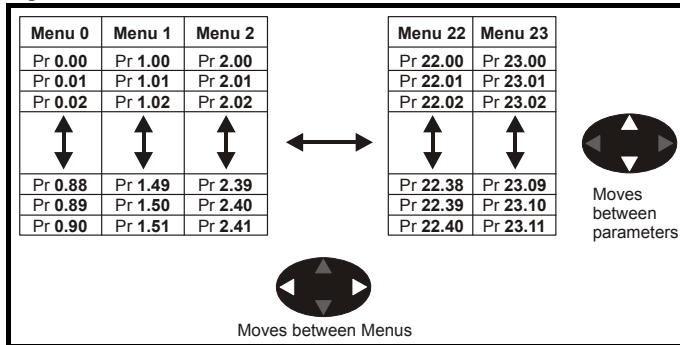 Menu 0 Menu 1 Menu 2 Menu 22 Menu 23
Pr 0.00 Pr 1.00 Pr 2.00 Pr 22.00 Pr 23.00
Pr 0.01 Pr 1.01 Pr 2.01 Pr 22.01 Pr 23.01
Pr 0.02 Pr 1.02 Pr 2.02 Pr 22.02 Pr 23.02
Pr 0.88 Pr 1.49 Pr 2.39 Pr 22.38 Pr 23.09
Pr 0.89 Pr 1.50 Pr 2.40 Pr 22.39 Pr 23.10
Pr 0.90 Pr 1.51 Pr 2.41 Pr 22.40 Pr 23.11
Moves
between
parameters
Moves between Menus